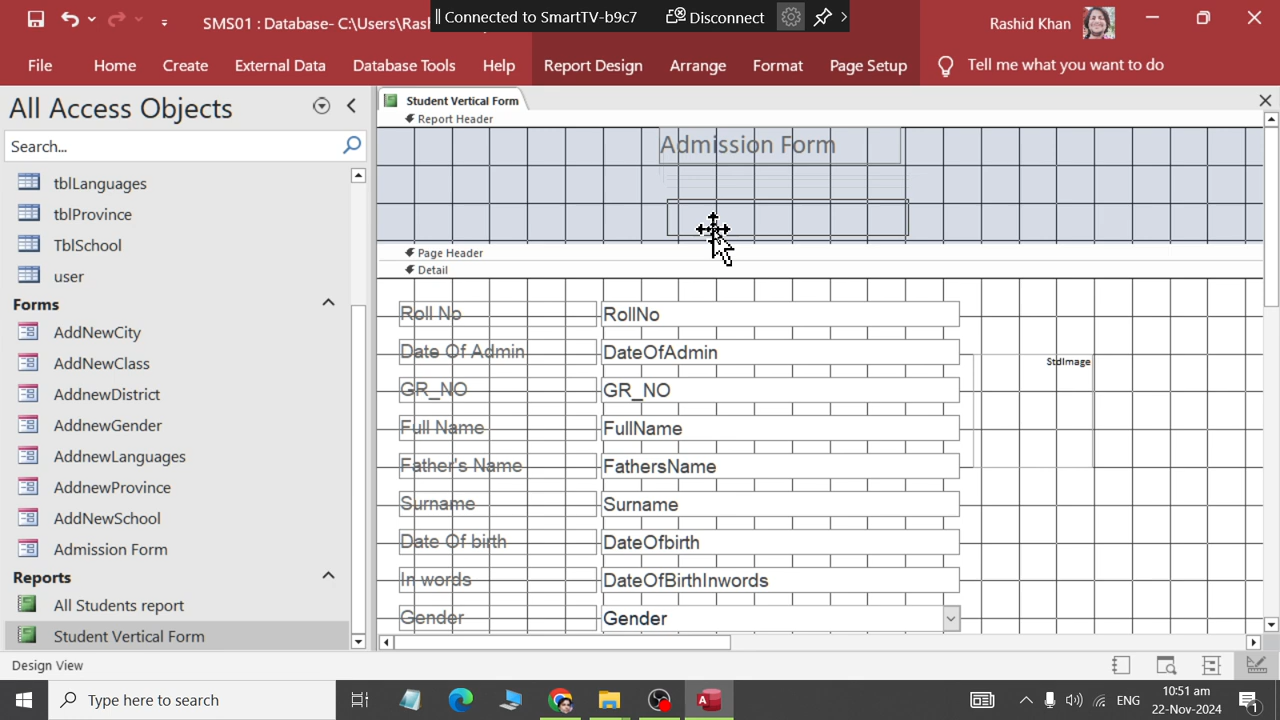 SMS01 : Database- C:\Users\Ras
Connected to SmartTV-b9c7
Disconnect
Rashid Khan
File
Home
Create
External Data
Database Tools
Help
Report Design
Arrange
Format
Page Setup
Tell me what you want to do
All Access Objects
Search...
tblLanguages
tblProvince
TblSchool
user
Forms
AddNewCity
AddNewClass
AddnewDistrict
AddnewGender
AddnewLanguages
AddnewProvince
AddNewSchool
Admission Form
Reports
All Students report
Student Vertical Form
Student Vertical Form
Report Header
Admission Form
Page Header
Detail
Roll No RollNo
Date Of Admin DateOfAdmin
StdImage
GR_NO GR_NO
Full Name FullName
Father's Name FathersName
Surname Surname
Date Of birth DateOfbirth
In words DateOfBirthInwords
Gender Gender
Design View
Type here to search
ENG
10:51 am
22-Nov-2024
1